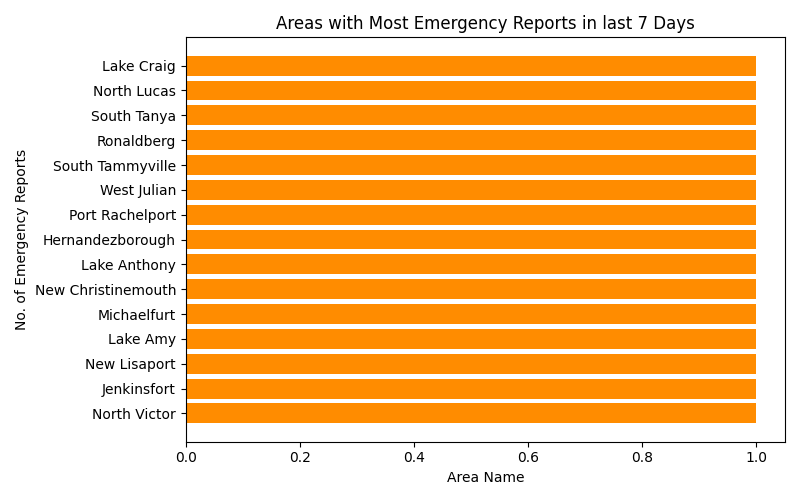 Areas with Most Emergency Reports in last 7 Days
No. of Emergency Reports
Lake Craig
North Lucas
South Tanya
Ronaldberg
South Tammyville
West Julian
Port Rachelport
Hernandezborough
Lake Anthony
New Christinemouth
Michaelfurt
Lake Amy
New Lisaport
Jenkinsfort
North Victor
0.0 0.2 0.4 0.6 0.8 1.0
Area Name